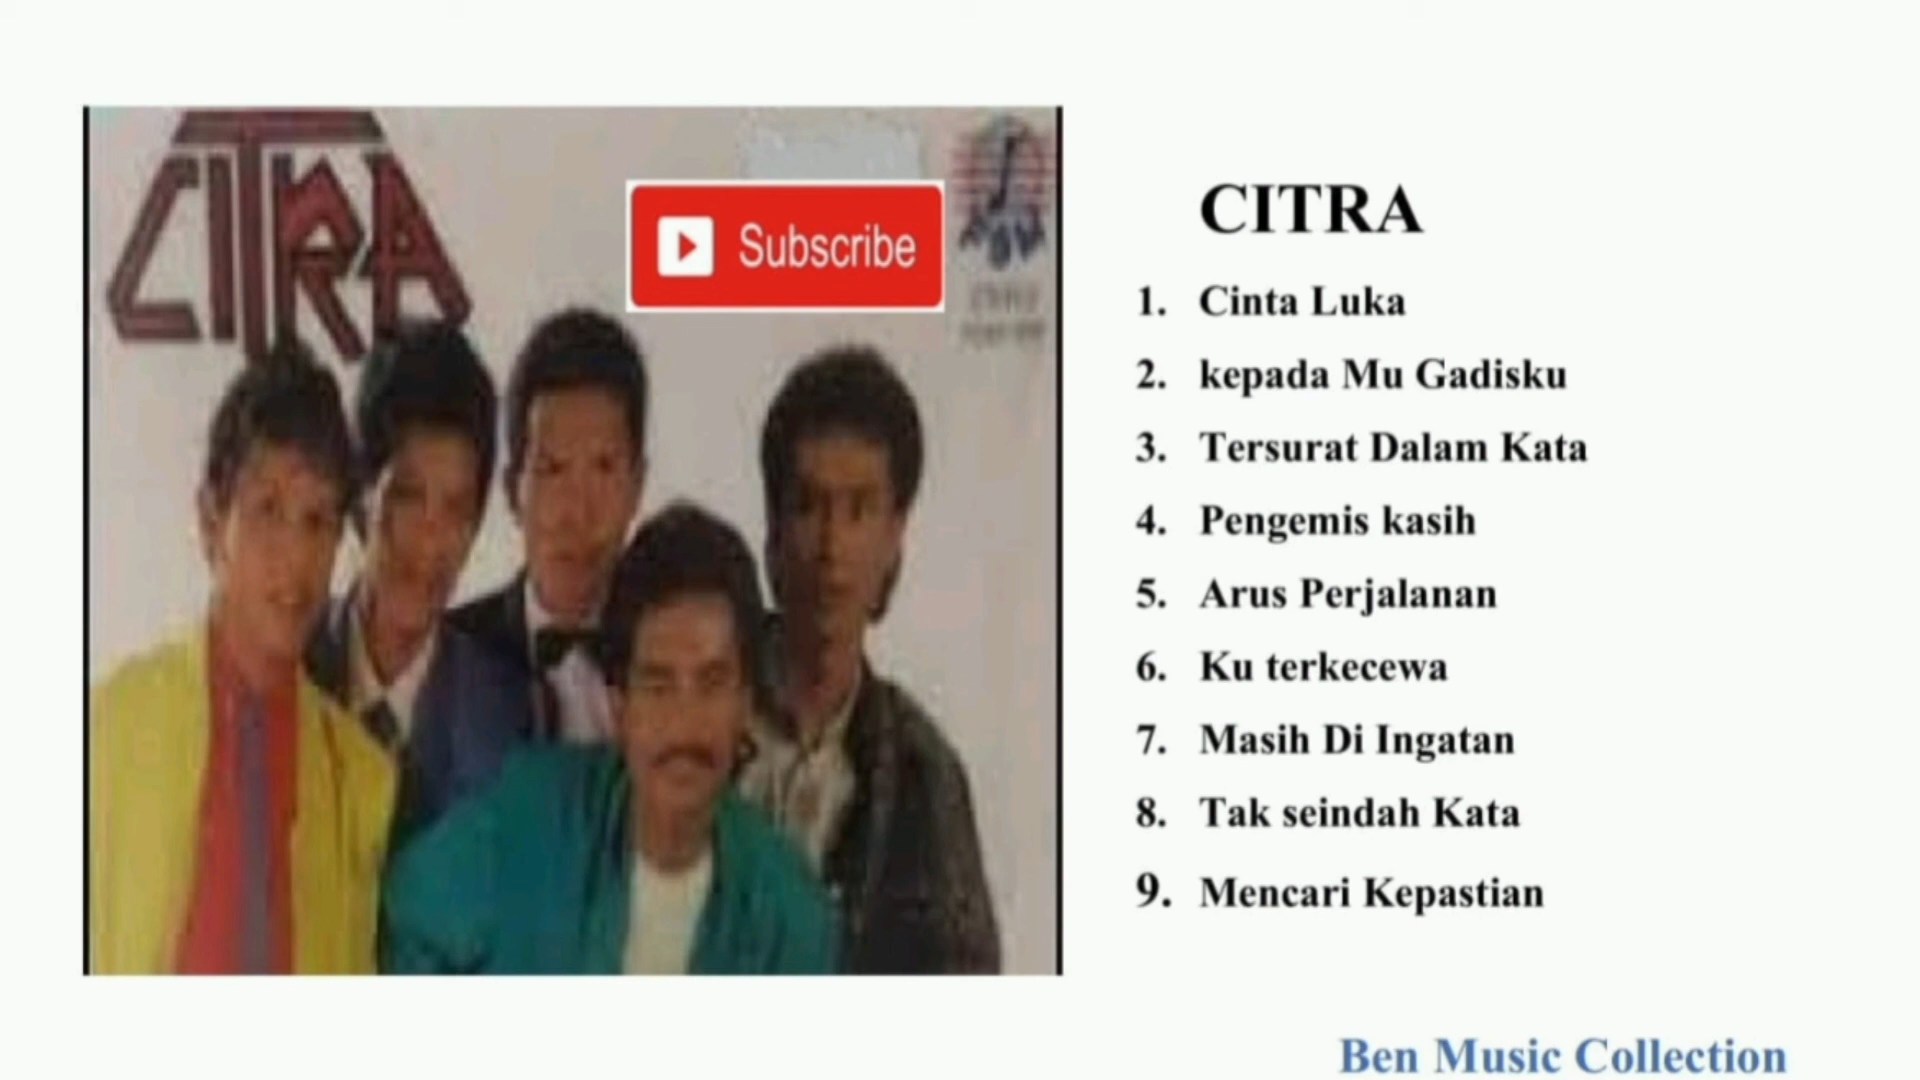 CITRA
Subscribe
CITRA
1. Cinta Luka
2. kepada Mu Gadisku
3. Tersurat Dalam Kata
4. Pengemis kasih
5. Arus Perjalanan
6. Ku terkecewa
7. Masih Di Ingatan
8. Tak seindah Kata
9. Mencari Kepastian
Ben Music Collection